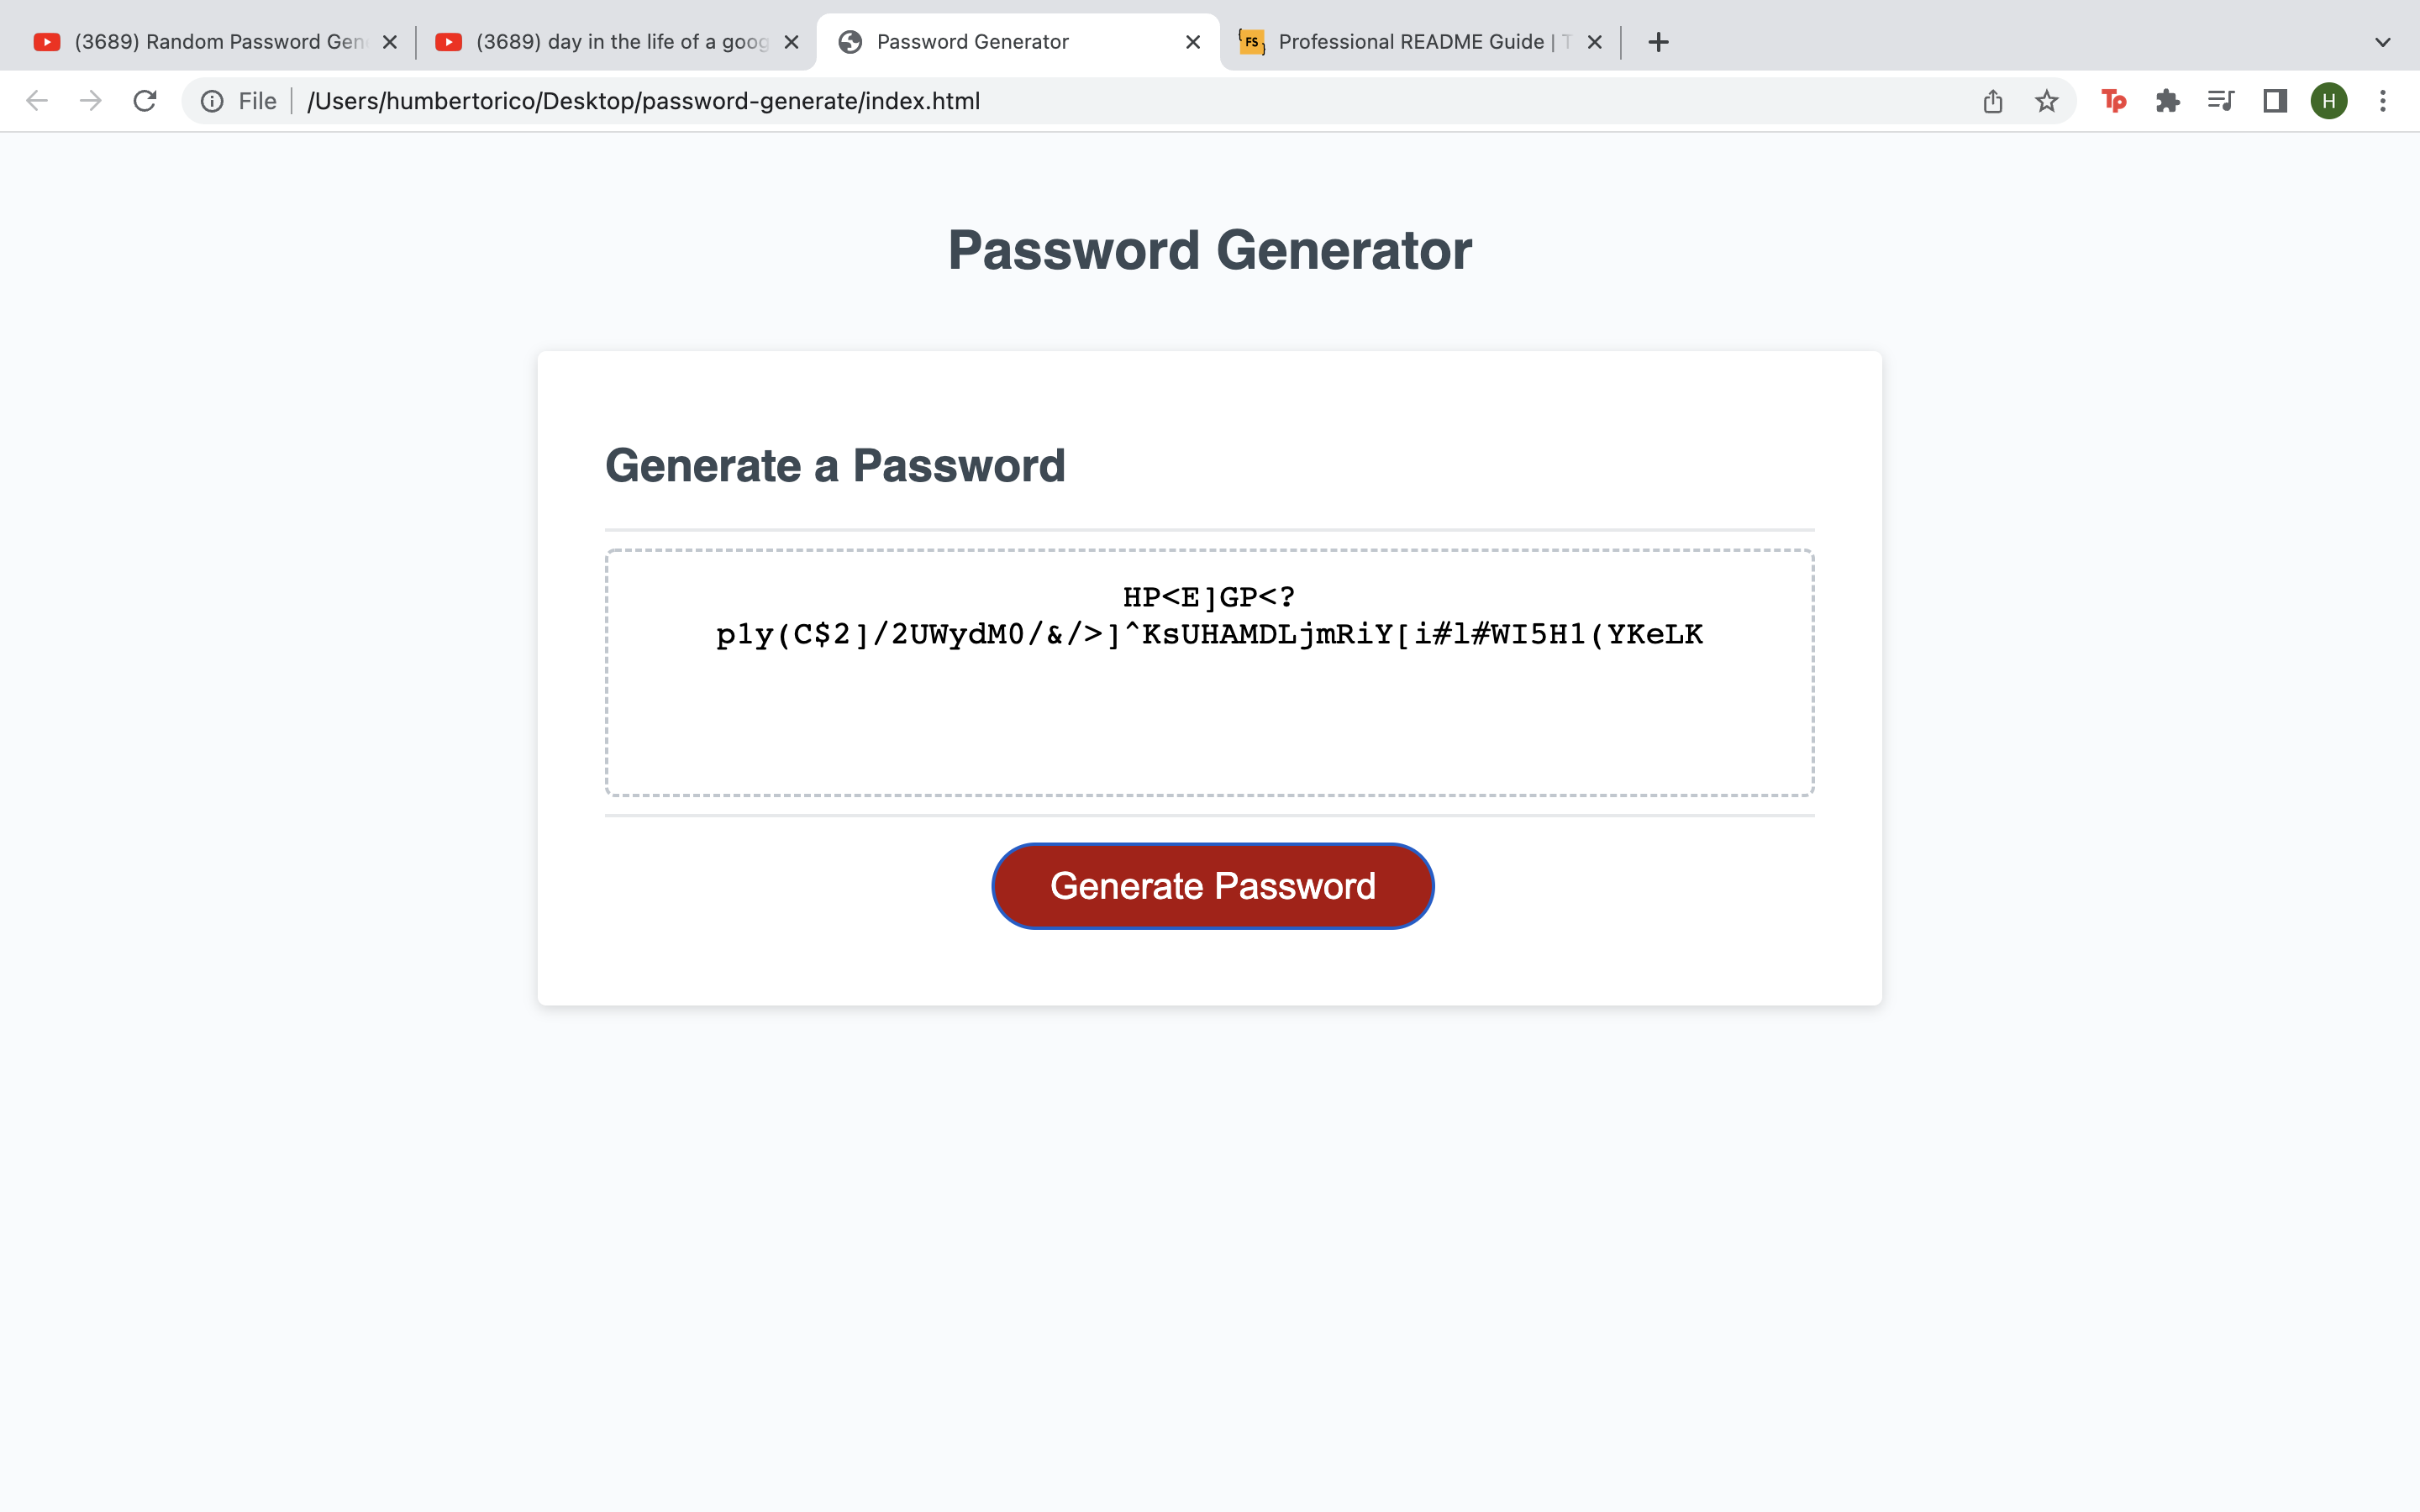 (3689) Random Password Gen
(3689) day in the life of a goog
Password Generator
FS
Professional README Guide | T
File
/Users/humbertorico/Desktop/password-generate/index.html
Tp
H
Password Generator
Generate a Password
HP<E]GP<?
p1y(C$2]/2UWydM0/&/>]^KsUHAMDLjmRiY[i#l#WI5H1(YKeLK
Generate Password